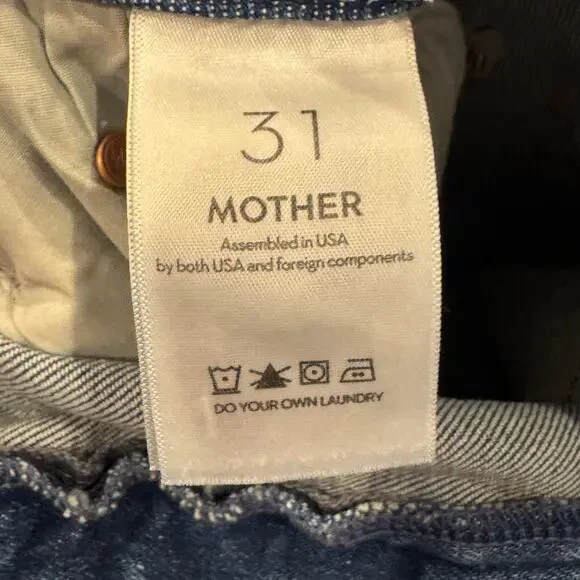 31
MOTHER
Assembled in USA
by both USA and foreign components
DO YOUR OWN LAUNDRY